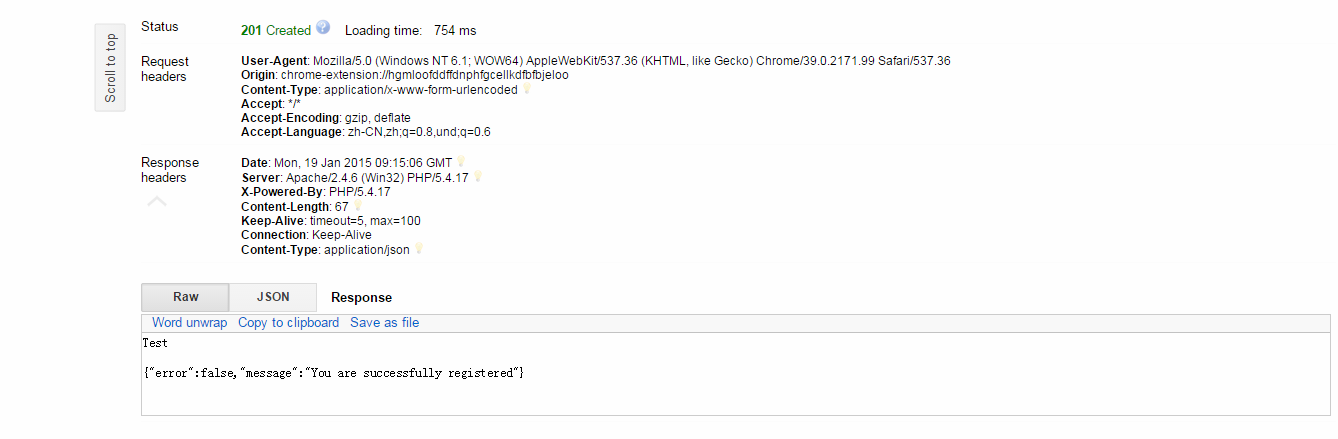 Scroll to top
Status
201 Created ? Loading time: 754 ms
Request headers
User-Agent: Mozilla/5.0 (Windows NT 6.1; WOW64) AppleWebKit/537.36 (KHTML, like Gecko) Chrome/39.0.2171.99 Safari/537.36
Origin: chrome-extension://hgmloofddffdnphfgcellkdfbfbjeloo
Content-Type: application/x-www-form-urlencoded
Accept: */*
Accept-Encoding: gzip, deflate
Accept-Language: zh-CN,zh;q=0.8,und;q=0.6
Response headers
Date: Mon, 19 Jan 2015 09:15:06 GMT
Server: Apache/2.4.6 (Win32) PHP/5.4.17
X-Powered-By: PHP/5.4.17
Content-Length: 67
Keep-Alive: timeout=5, max=100
Connection: Keep-Alive
Content-Type: application/json
Raw JSON Response
Word unwrap Copy to clipboard Save as file
Test
{"error":false,"message":"You are successfully registered"}